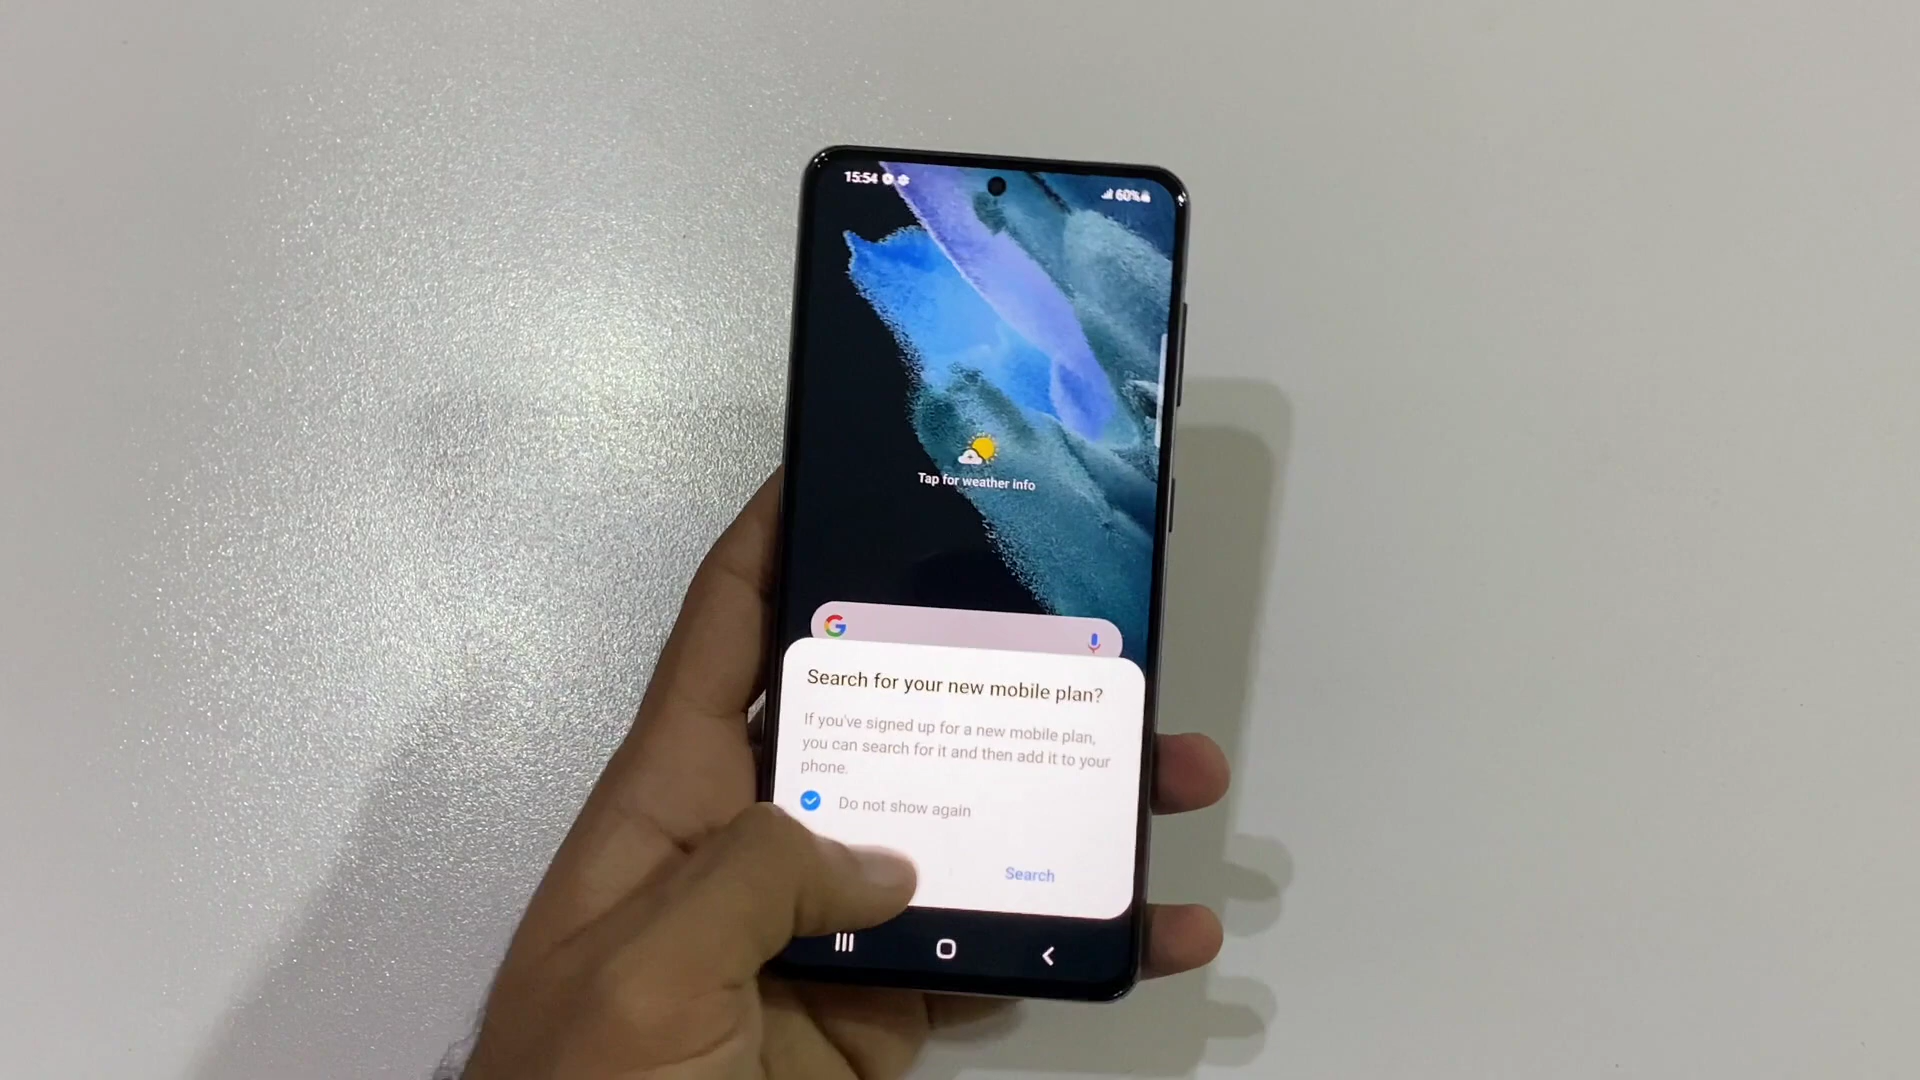 15:54
60%
Tap for weather info
G
Search for your new mobile plan?
If you've signed up for a new mobile plan,
you can search for it and then add it to your
phone.
Do not show again
Search